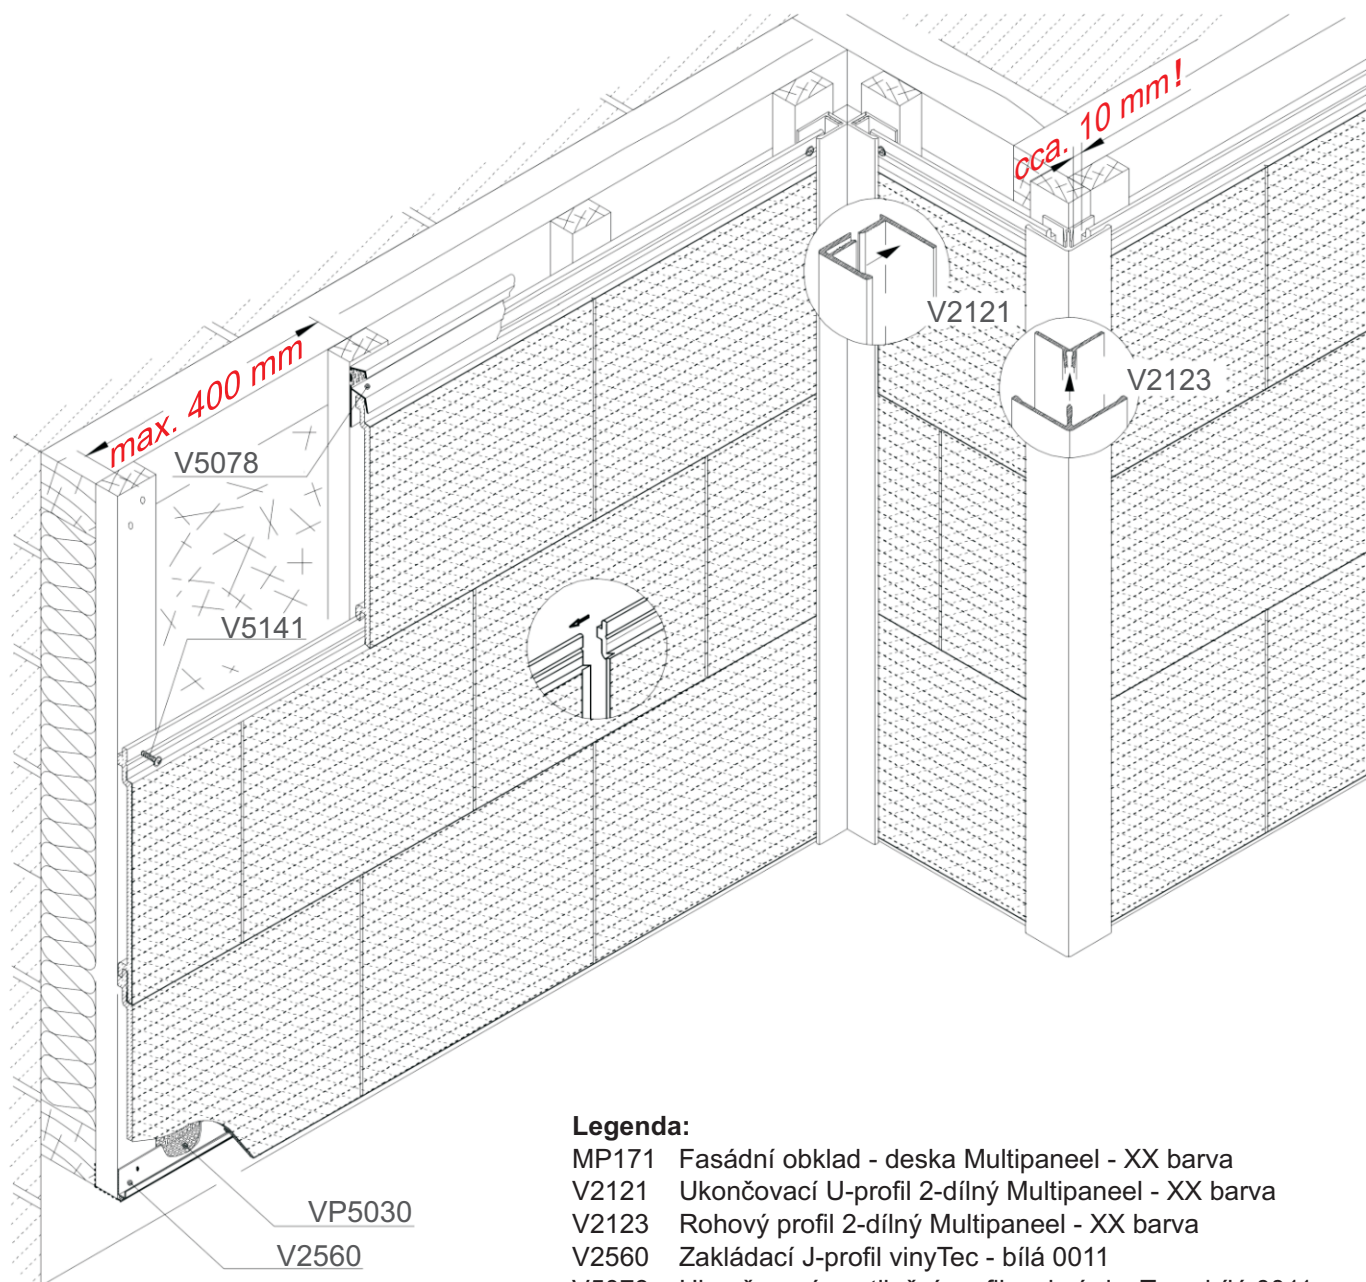 cca. 10 mm!
V2121
V2123
max. 400 mm
V5078
V5141
VP5030
V2560
Legenda:
MP171 Fasádní obklad - deska Multipaneel - XX barva
V2121 Ukončovací U-profil 2-dílný Multipaneel - XX barva
V2123 Rohový profil 2-dílný Multipaneel - XX barva
V2560 Zakládací J-profil vinyTec - bílá 0011